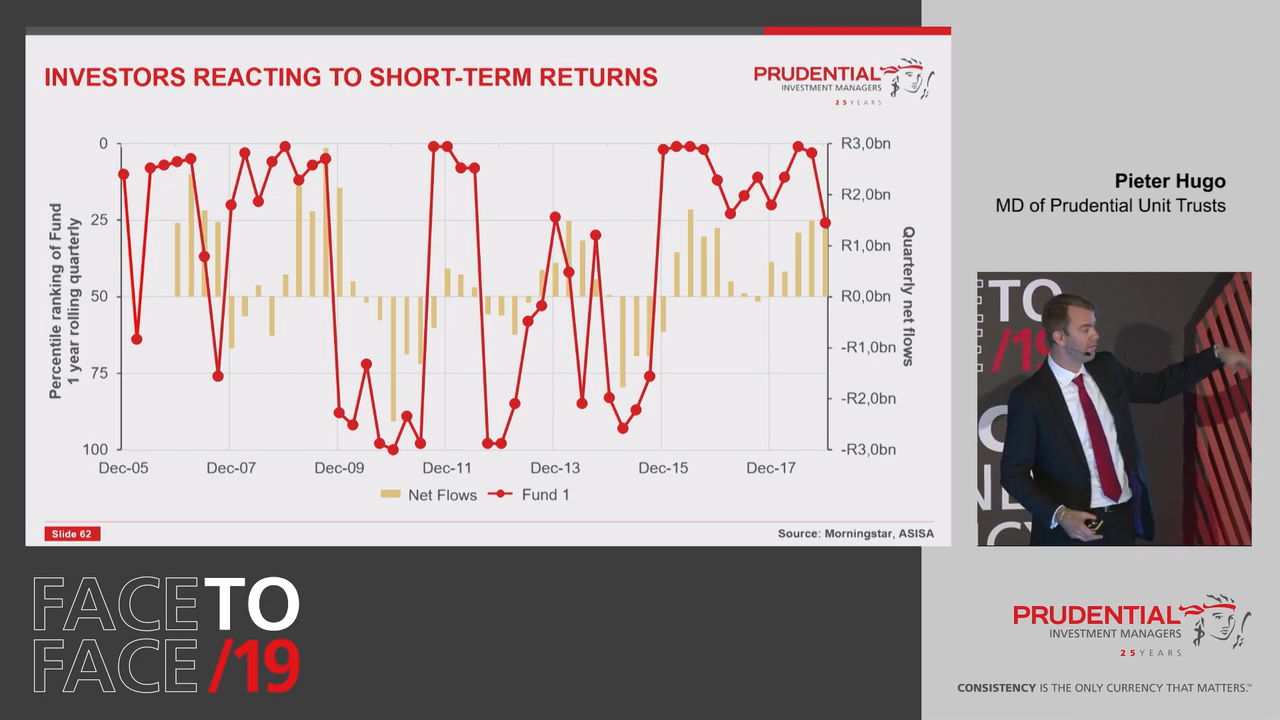 INVESTORS REACTING TO SHORT-TERM RETURNS
PRUDENTIAL
INVESTMENT MANAGERS
25 YEARS
Percentile ranking of Fund
1 year rolling quarterly
0
25
50
75
100
R3,0bn
R2,0bn
R1,0bn
R0,0bn
-R1,0bn
-R2,0bn
-R3,0bn
Quarterly net flows
Dec-05 Dec-07 Dec-09 Dec-11 Dec-13 Dec-15 Dec-17
Net Flows Fund 1
Slide 62
Source: Morningstar, ASISA
Pieter Hugo
MD of Prudential Unit Trusts
TO
/19
FACE TO
FACE /19
PRUDENTIAL
INVESTMENT MANAGERS
25 YEARS
CONSISTENCY IS THE ONLY CURRENCY THAT MATTERS.™